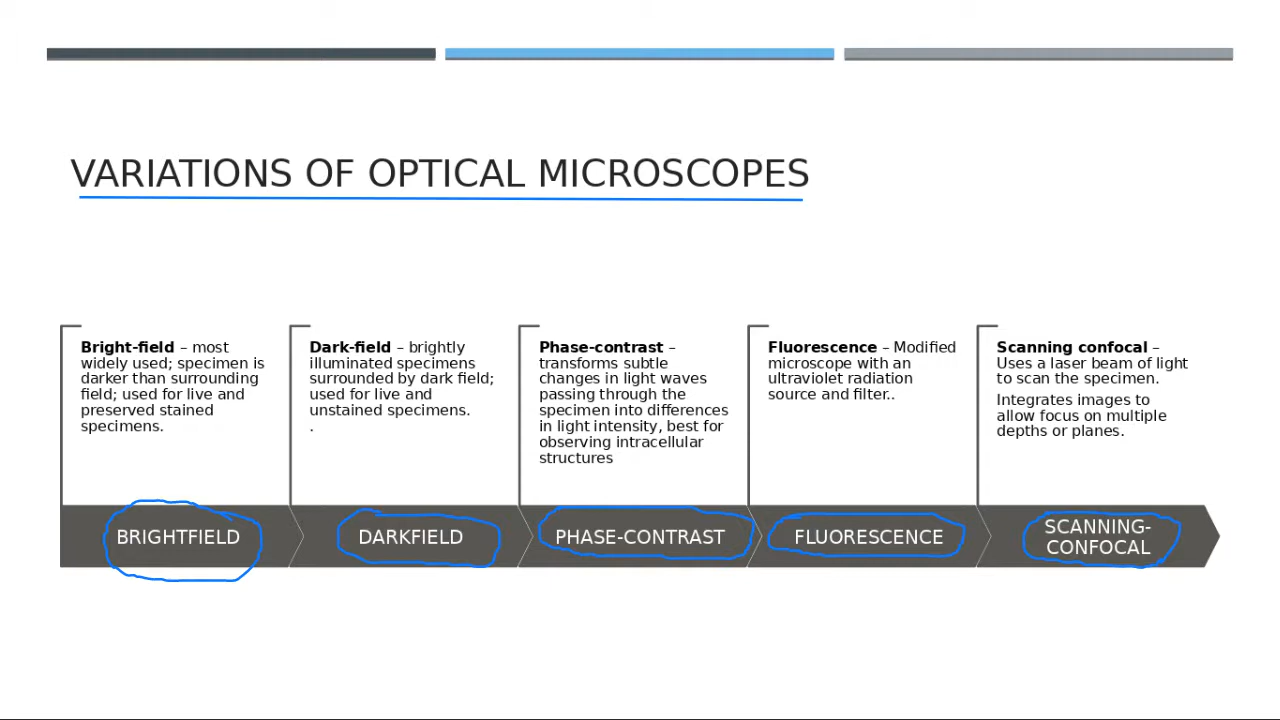 VARIATIONS OF OPTICAL MICROSCOPES
Bright-field – most
widely used; specimen is
darker than surrounding
field; used for live and
preserved stained
specimens.
Dark-field – brightly
illuminated specimens
surrounded by dark field;
used for live and
unstained specimens.
.
Phase-contrast –
transforms subtle
changes in light waves
passing through the
specimen into differences
in light intensity, best for
observing intracellular
structures
Fluorescence – Modified
microscope with an
ultraviolet radiation
source and filter..
Scanning confocal –
Uses a laser beam of light
to scan the specimen.
Integrates images to
allow focus on multiple
depths or planes.
BRIGHTFIELD
DARKFIELD
PHASE-CONTRAST
FLUORESCENCE
SCANNING-
CONFOCAL